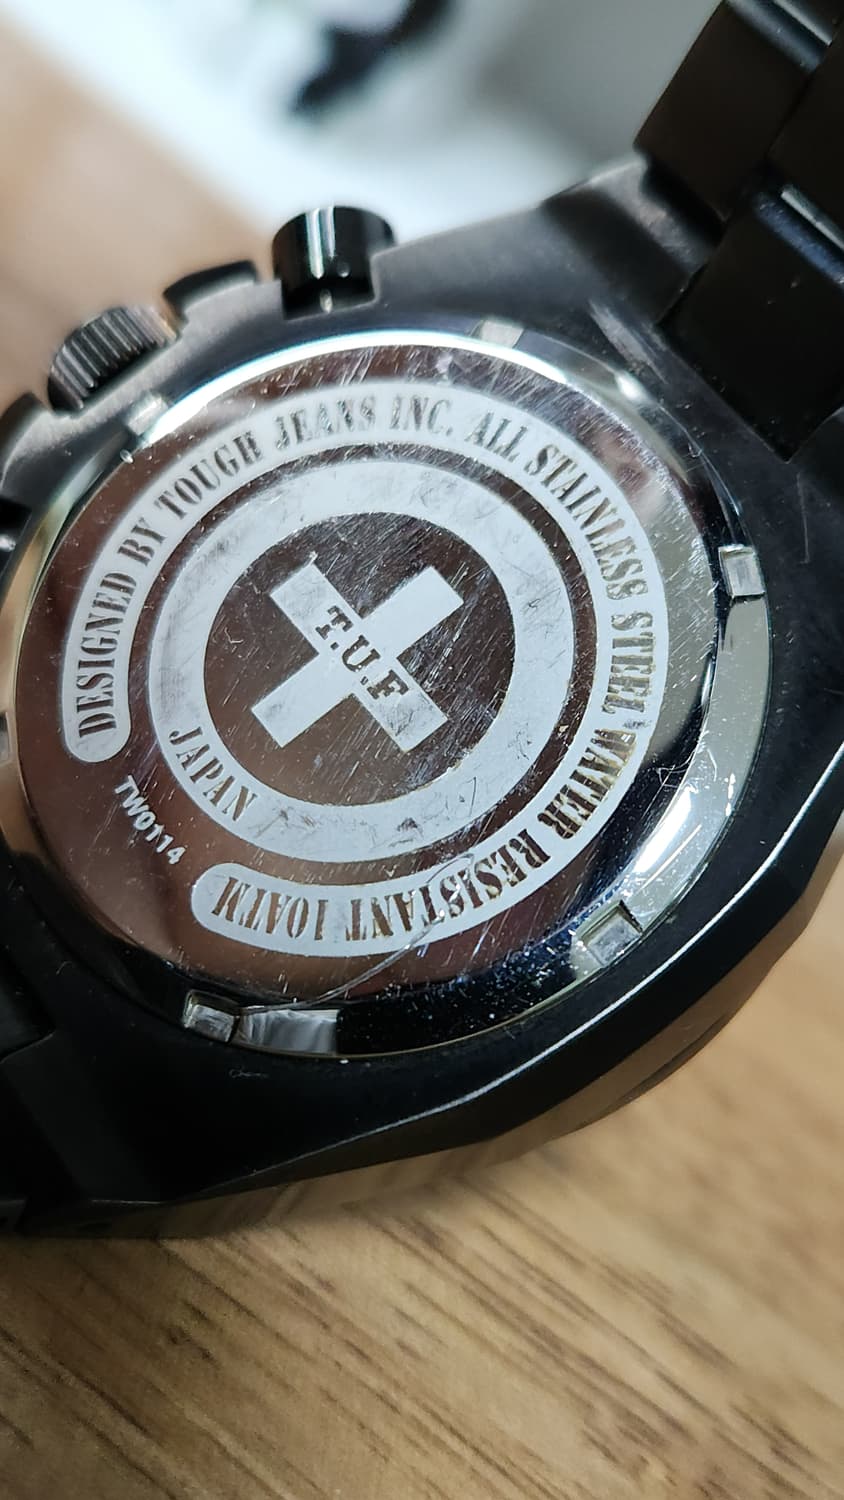 DESIGNED BY TOUGH JEANS INC. ALL STAINLESS STEEL WATER RESISTANT 10ATM
T.U.F
JAPAN
TW0114